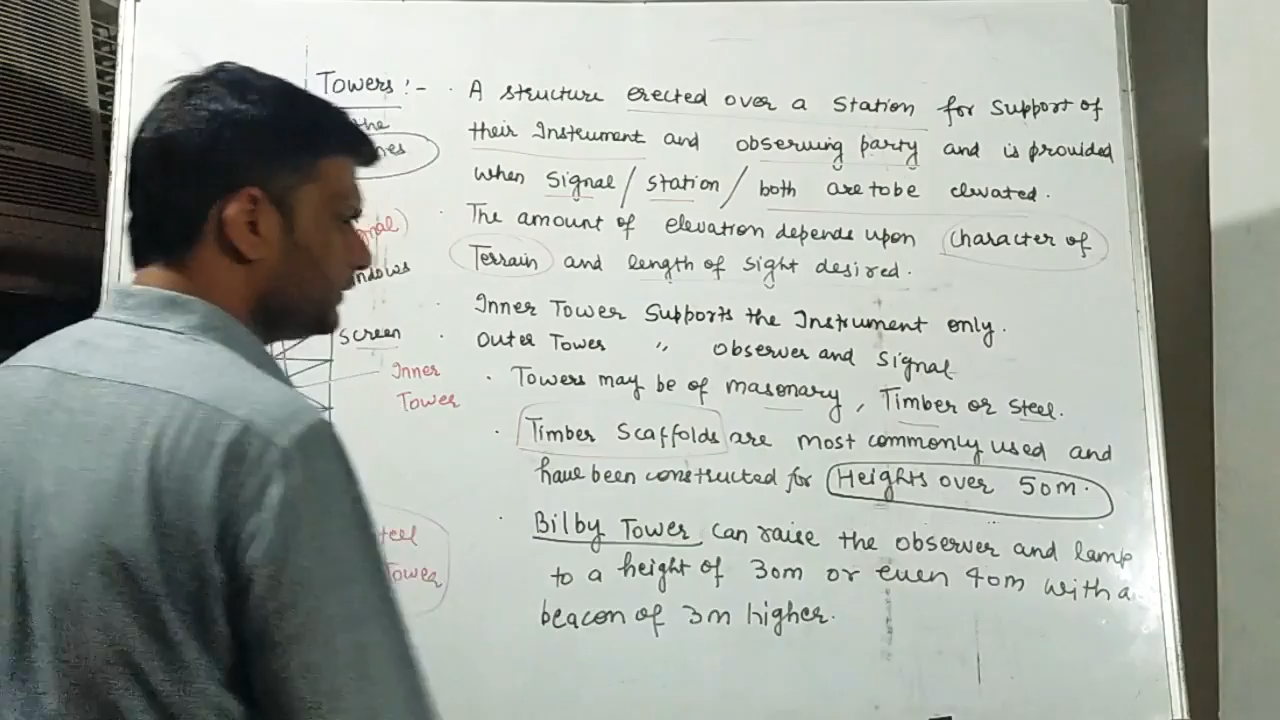 Towers :- . A structure erected over a station for support of
their Instrument and observing party and is provided
when signal / station / both are to be elevated.
. The amount of elevation depends upon character of
Terrain and length of sight desired.
. Inner Tower Supports the Instrument only.
. Outer Tower " observer and signal
. Towers may be of masonary, Timber or steel.
. Timber Scaffolds are most commonly used and
have been constructed for Heights over 50m.
. Bilby Tower can raise the observer and lamp
to a height of 30m or even 40m with a
beacon of 3m higher.
the
screen
Inner
Tower
Tower